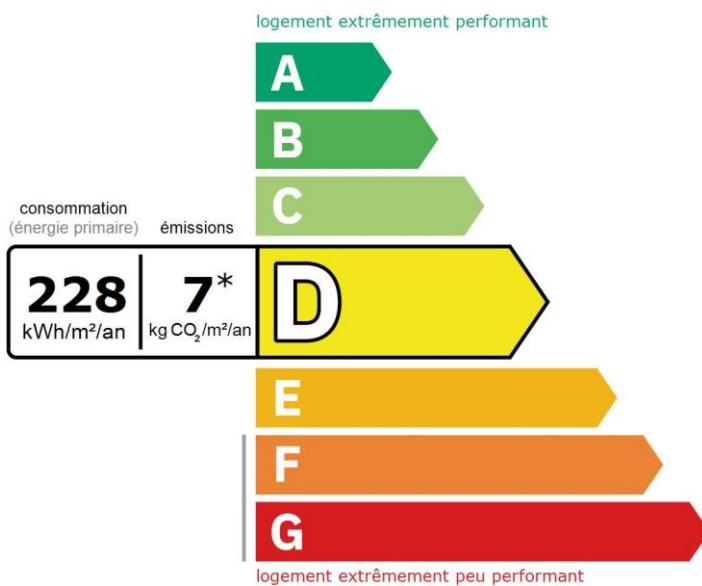 logement extrêmement performant
A
B
C
consommation
(énergie primaire) émissions
228 7*
kWh/m²/an kg CO₂/m²/an
D
E
F
G
logement extrêmement peu performant